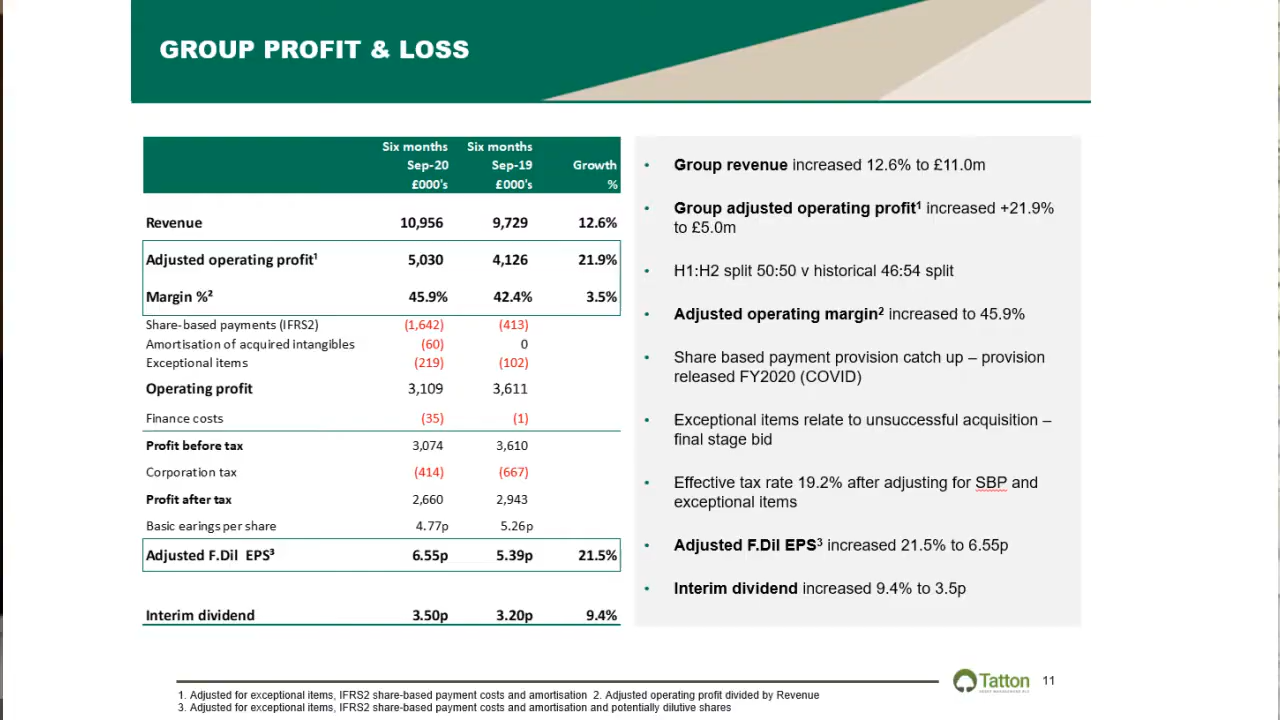 GROUP PROFIT & LOSS
Six months Six months
Sep-20 Sep-19 Growth
£000's £000's %
Revenue 10,956 9,729 12.6%
Adjusted operating profit¹ 5,030 4,126 21.9%
Margin %² 45.9% 42.4% 3.5%
Share-based payments (IFRS2) (1,642) (413)
Amortisation of acquired intangibles (60) 0
Exceptional items (219) (102)
Operating profit 3,109 3,611
Finance costs (35) (1)
Profit before tax 3,074 3,610
Corporation tax (414) (667)
Profit after tax 2,660 2,943
Basic earings per share 4.77p 5.26p
Adjusted F.Dil EPS³ 6.55p 5.39p 21.5%
Interim dividend 3.50p 3.20p 9.4%
• Group revenue increased 12.6% to £11.0m
• Group adjusted operating profit¹ increased +21.9%
to £5.0m
• H1:H2 split 50:50 v historical 46:54 split
• Adjusted operating margin² increased to 45.9%
• Share based payment provision catch up – provision
released FY2020 (COVID)
• Exceptional items relate to unsuccessful acquisition –
final stage bid
• Effective tax rate 19.2% after adjusting for SBP and
exceptional items
• Adjusted F.Dil EPS³ increased 21.5% to 6.55p
• Interim dividend increased 9.4% to 3.5p
Tatton
ASSET MANAGEMENT PLC
11
1. Adjusted for exceptional items, IFRS2 share-based payment costs and amortisation 2. Adjusted operating profit divided by Revenue
3. Adjusted for exceptional items, IFRS2 share-based payment costs and amortisation and potentially dilutive shares